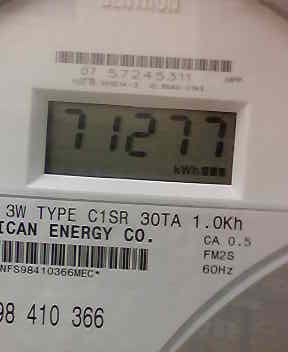 07 57245311
71277
kWh
3W TYPE C1SR 30TA 1.0Kh
ICAN ENERGY CO.
CA 0.5
FM2S
NFS98410366MEC*
60Hz
98 410 366